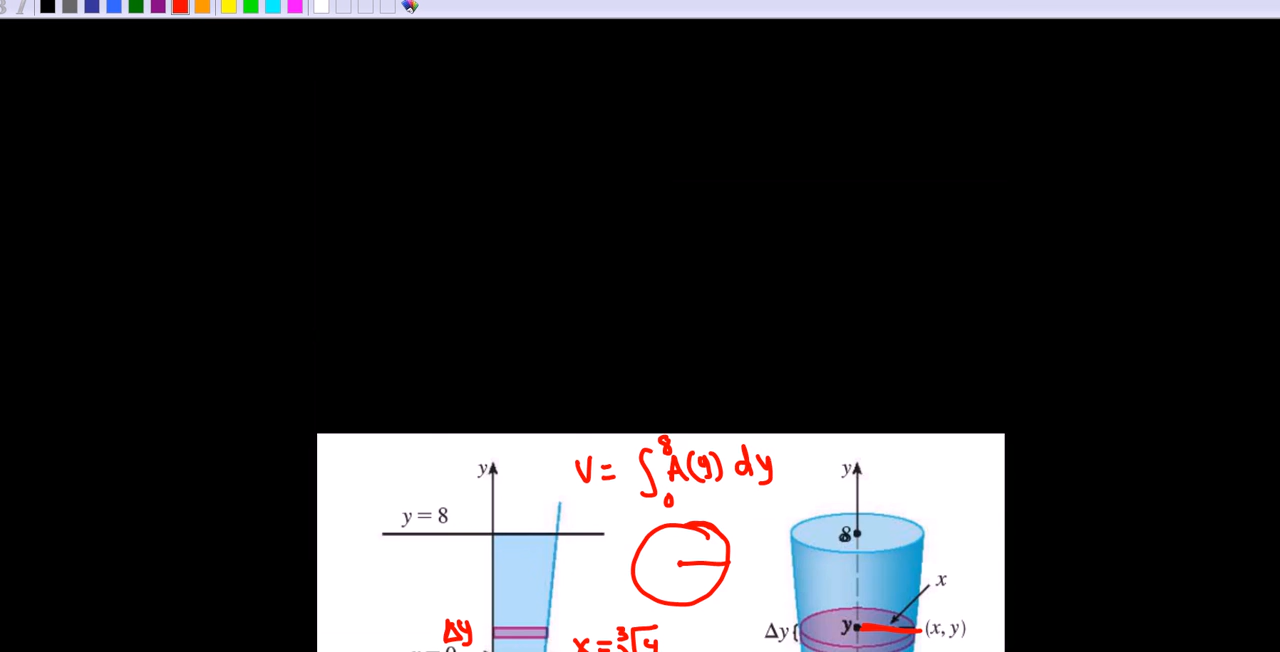 V = ∫₀⁸ A(y) dy
y
y = 8
y
8
x
Δy
y
(x, y)
Δy
x = ∛y